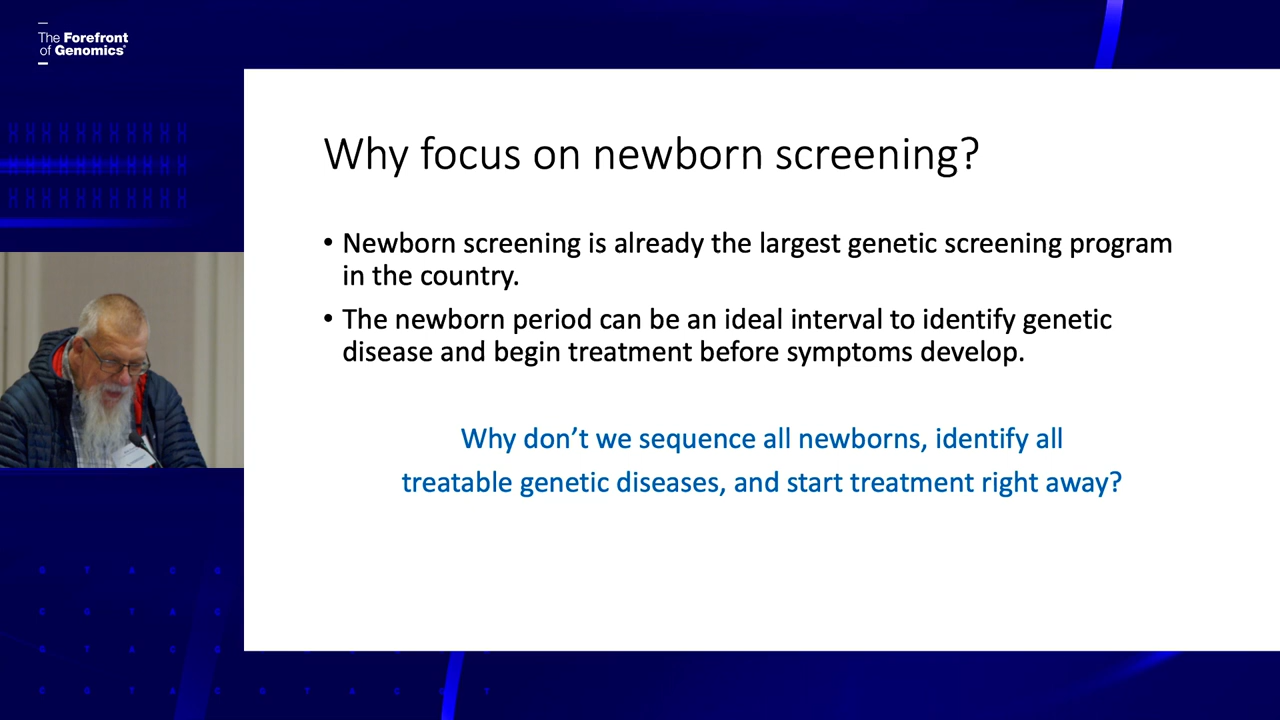 The Forefront
of Genomics®
Why focus on newborn screening?
• Newborn screening is already the largest genetic screening program
in the country.
• The newborn period can be an ideal interval to identify genetic
disease and begin treatment before symptoms develop.
Why don’t we sequence all newborns, identify all
treatable genetic diseases, and start treatment right away?